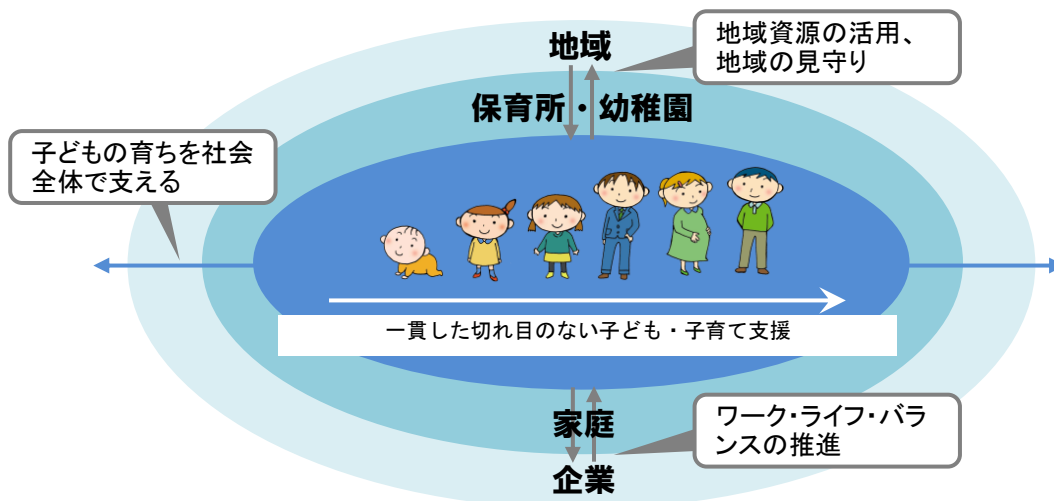 地域
地域資源の活用、
地域の見守り
保育所・幼稚園
子どもの育ちを社会
全体で支える
一貫した切れ目のない子ども・子育て支援
家庭
ワーク・ライフ・バラ
ンスの推進
企業